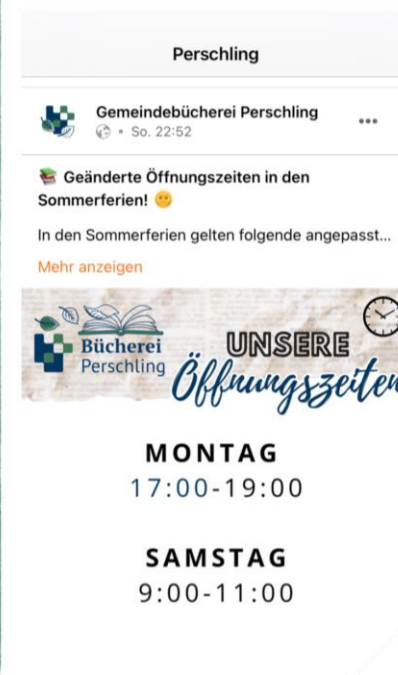 Perschling
Gemeindebücherei Perschling
So. 22:52
📚 Geänderte Öffnungszeiten in den
Sommerferien! 🌞
In den Sommerferien gelten folgende angepasst...
Mehr anzeigen
Bücherei
Perschling
UNSERE
Öffnungszeiten
MONTAG
17:00-19:00
SAMSTAG
9:00-11:00